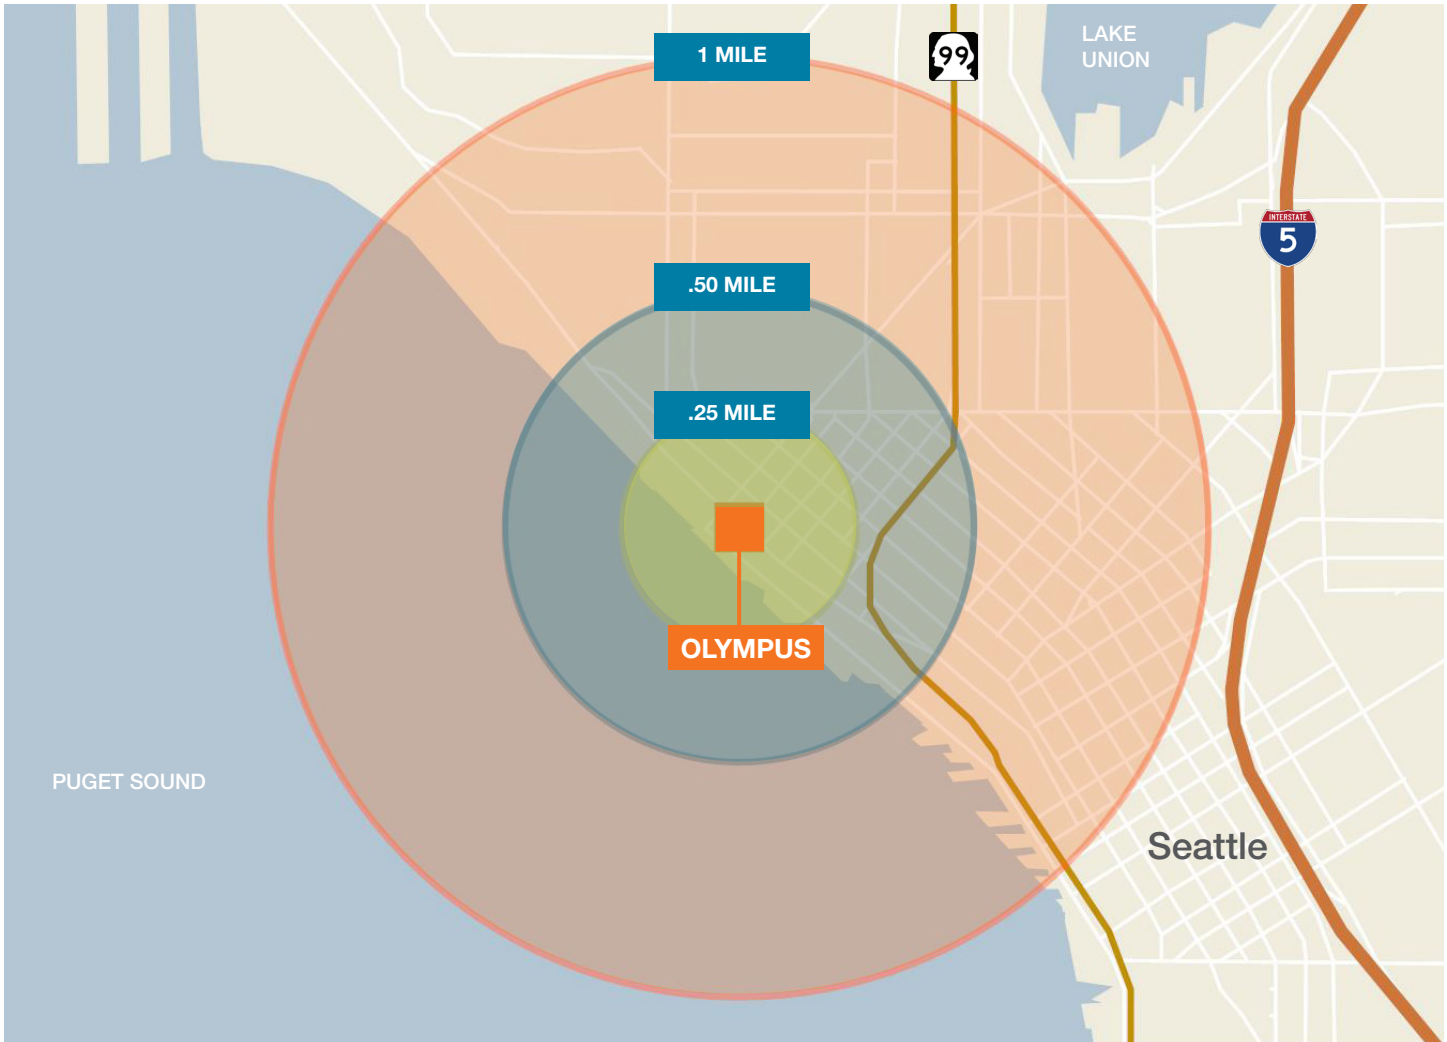 LAKE
UNION
1 MILE
99
INTERSTATE
5
.50 MILE
.25 MILE
OLYMPUS
PUGET SOUND
Seattle